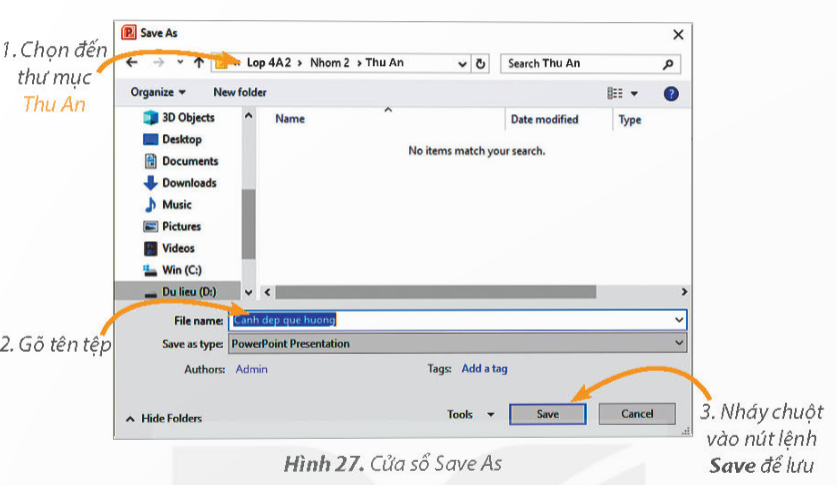 Save As
1. Chọn đến
thư mục
Thu An
Lop 4A2 › Nhom 2 › Thu An
Search Thu An
Organize
New folder
3D Objects
Desktop
Documents
Downloads
Music
Pictures
Videos
Win (C:)
Du lieu (D:)
Name
Date modified
Type
No items match your search.
2. Gõ tên tệp
File name:
Canh dep que huong
Save as type:
PowerPoint Presentation
Authors:
Admin
Tags:
Add a tag
Hide Folders
Tools
Save
Cancel
3. Nháy chuột
vào nút lệnh
Save để lưu
Hình 27. Cửa sổ Save As